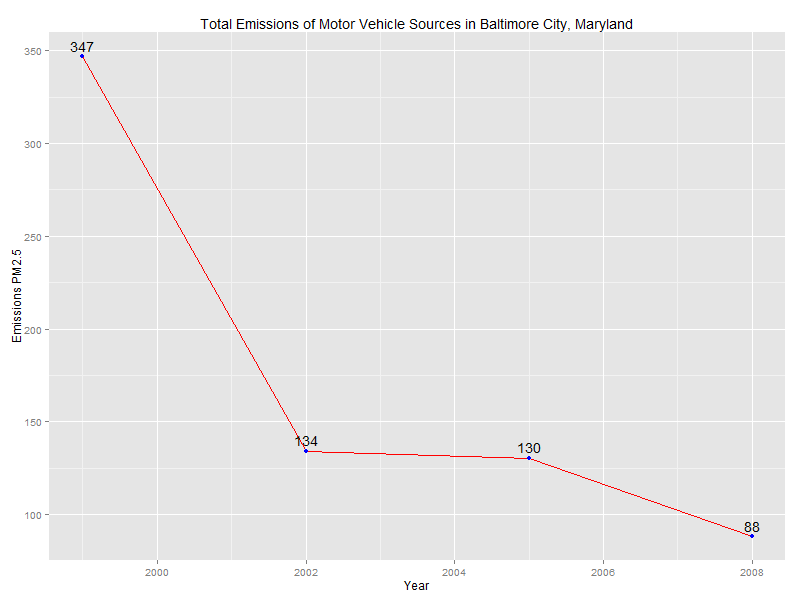 Total Emissions of Motor Vehicle Sources in Baltimore City, Maryland
347
350
300
250
Emissions PM2.5
200
150
134
130
100
88
2000 2002 2004 2006 2008
Year